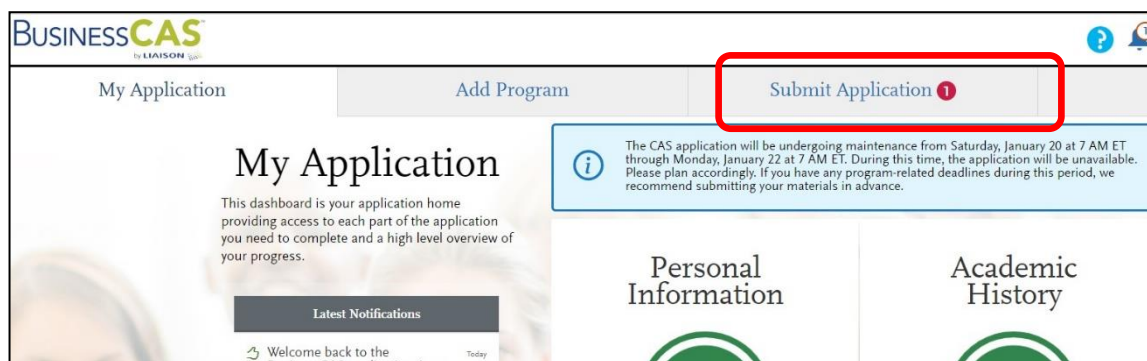 BUSINESSCAS
by LIAISON
My Application
Add Program
Submit Application 1
My Application
This dashboard is your application home
providing access to each part of the application
you need to complete and a high level overview of
your progress.
Latest Notifications
Welcome back to the
Today
The CAS application will be undergoing maintenance from Saturday, January 20 at 7 AM ET
through Monday, January 22 at 7 AM ET. During this time, the application will be unavailable.
Please plan accordingly. If you have any program-related deadlines during this period, we
recommend submitting your materials in advance.
Personal
Information
Academic
History